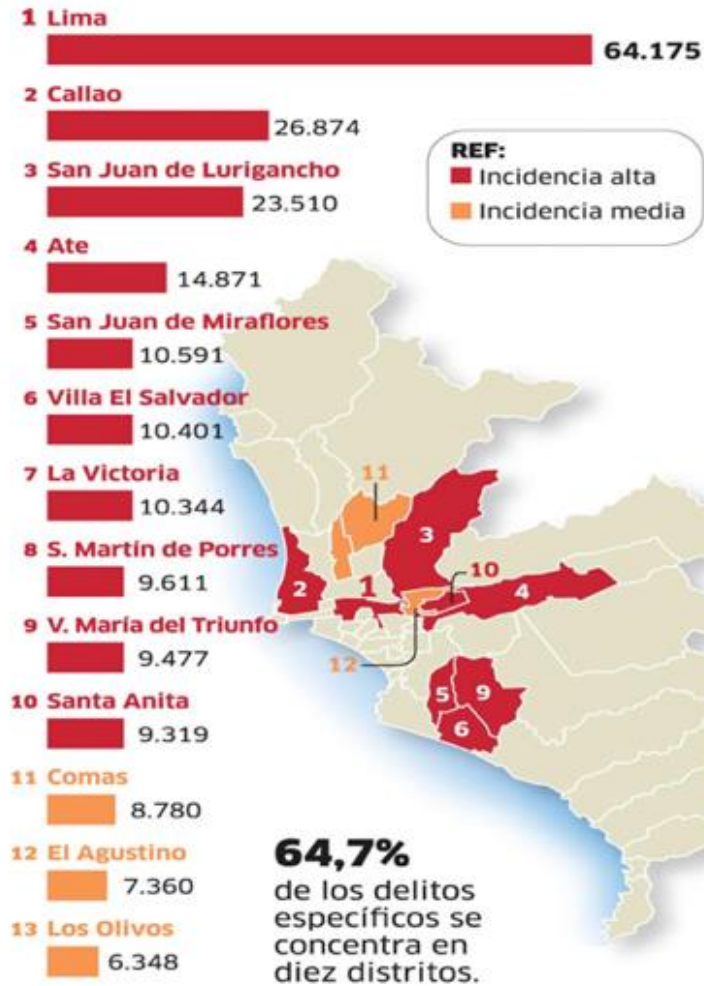 1 Lima
64.175
2 Callao
26.874
3 San Juan de Lurigancho
23.510
4 Ate
14.871
5 San Juan de Miraflores
10.591
6 Villa El Salvador
10.401
7 La Victoria
10.344
8 S. Martín de Porres
9.611
9 V. María del Triunfo
9.477
10 Santa Anita
9.319
11 Comas
8.780
12 El Agustino
7.360
13 Los Olivos
6.348
REF:
Incidencia alta
Incidencia media
11
3
2
1
10
4
12
5
9
6
64,7%
de los delitos
específicos se
concentra en
diez distritos.